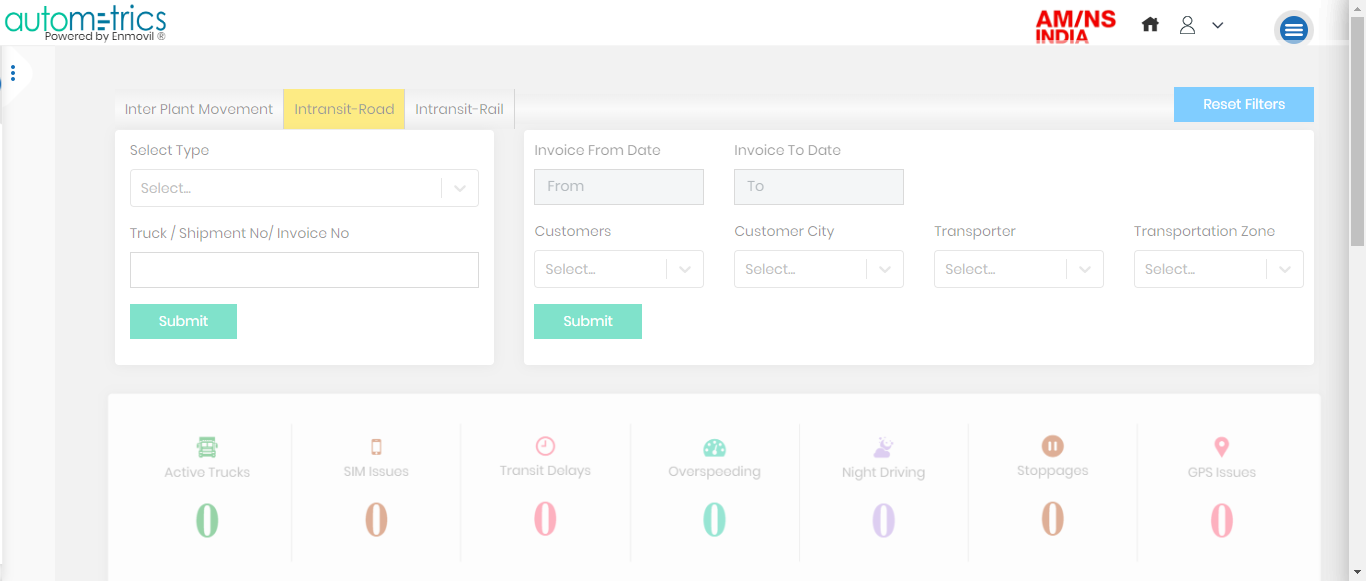 autometrics
Powered by Enmovil ®
AM/NS
INDIA
Inter Plant Movement
Intransit-Road
Intransit-Rail
Reset Filters
Select Type
Select...
Truck / Shipment No/ Invoice No
Submit
Invoice From Date
Invoice To Date
From
To
Customers
Customer City
Transporter
Transportation Zone
Select...
Select...
Select...
Select...
Submit
Active Trucks
SIM Issues
Transit Delays
Overspeeding
Night Driving
Stoppages
GPS Issues
0
0
0
0
0
0
0